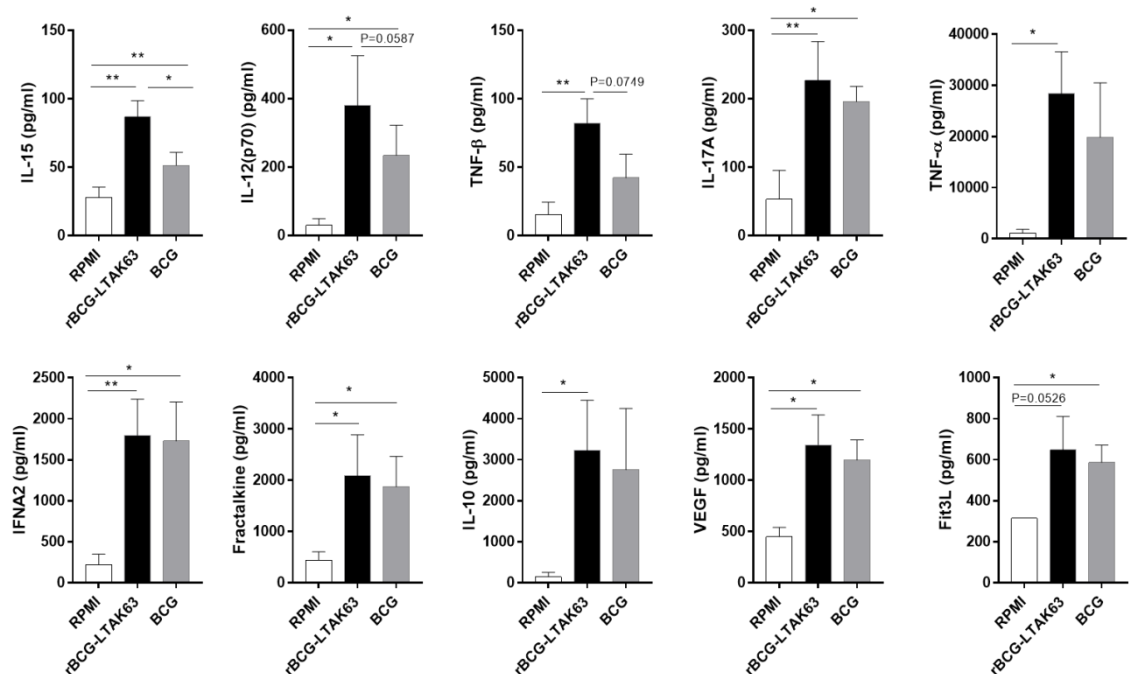 IL-15 (pg/ml)
150
100
50
0
**
**
*
RPMI
rBCG-LTAK63
BCG
IL-12(p70) (pg/ml)
600
400
200
0
*
*
P=0.0587
RPMI
rBCG-LTAK63
BCG
TNF-β (pg/ml)
150
100
50
0
**
P=0.0749
RPMI
rBCG-LTAK63
BCG
IL-17A (pg/ml)
300
200
100
0
*
**
RPMI
rBCG-LTAK63
BCG
TNF-α (pg/ml)
40000
30000
20000
10000
0
*
RPMI
rBCG-LTAK63
BCG
IFNA2 (pg/ml)
2500
2000
1500
1000
500
0
*
**
RPMI
rBCG-LTAK63
BCG
Fractalkine (pg/ml)
4000
3000
2000
1000
0
*
*
RPMI
rBCG-LTAK63
BCG
IL-10 (pg/ml)
5000
4000
3000
2000
1000
0
*
RPMI
rBCG-LTAK63
BCG
VEGF (pg/ml)
2000
1500
1000
500
0
*
*
RPMI
rBCG-LTAK63
BCG
Fit3L (pg/ml)
1000
800
600
400
200
0
*
P=0.0526
RPMI
rBCG-LTAK63
BCG